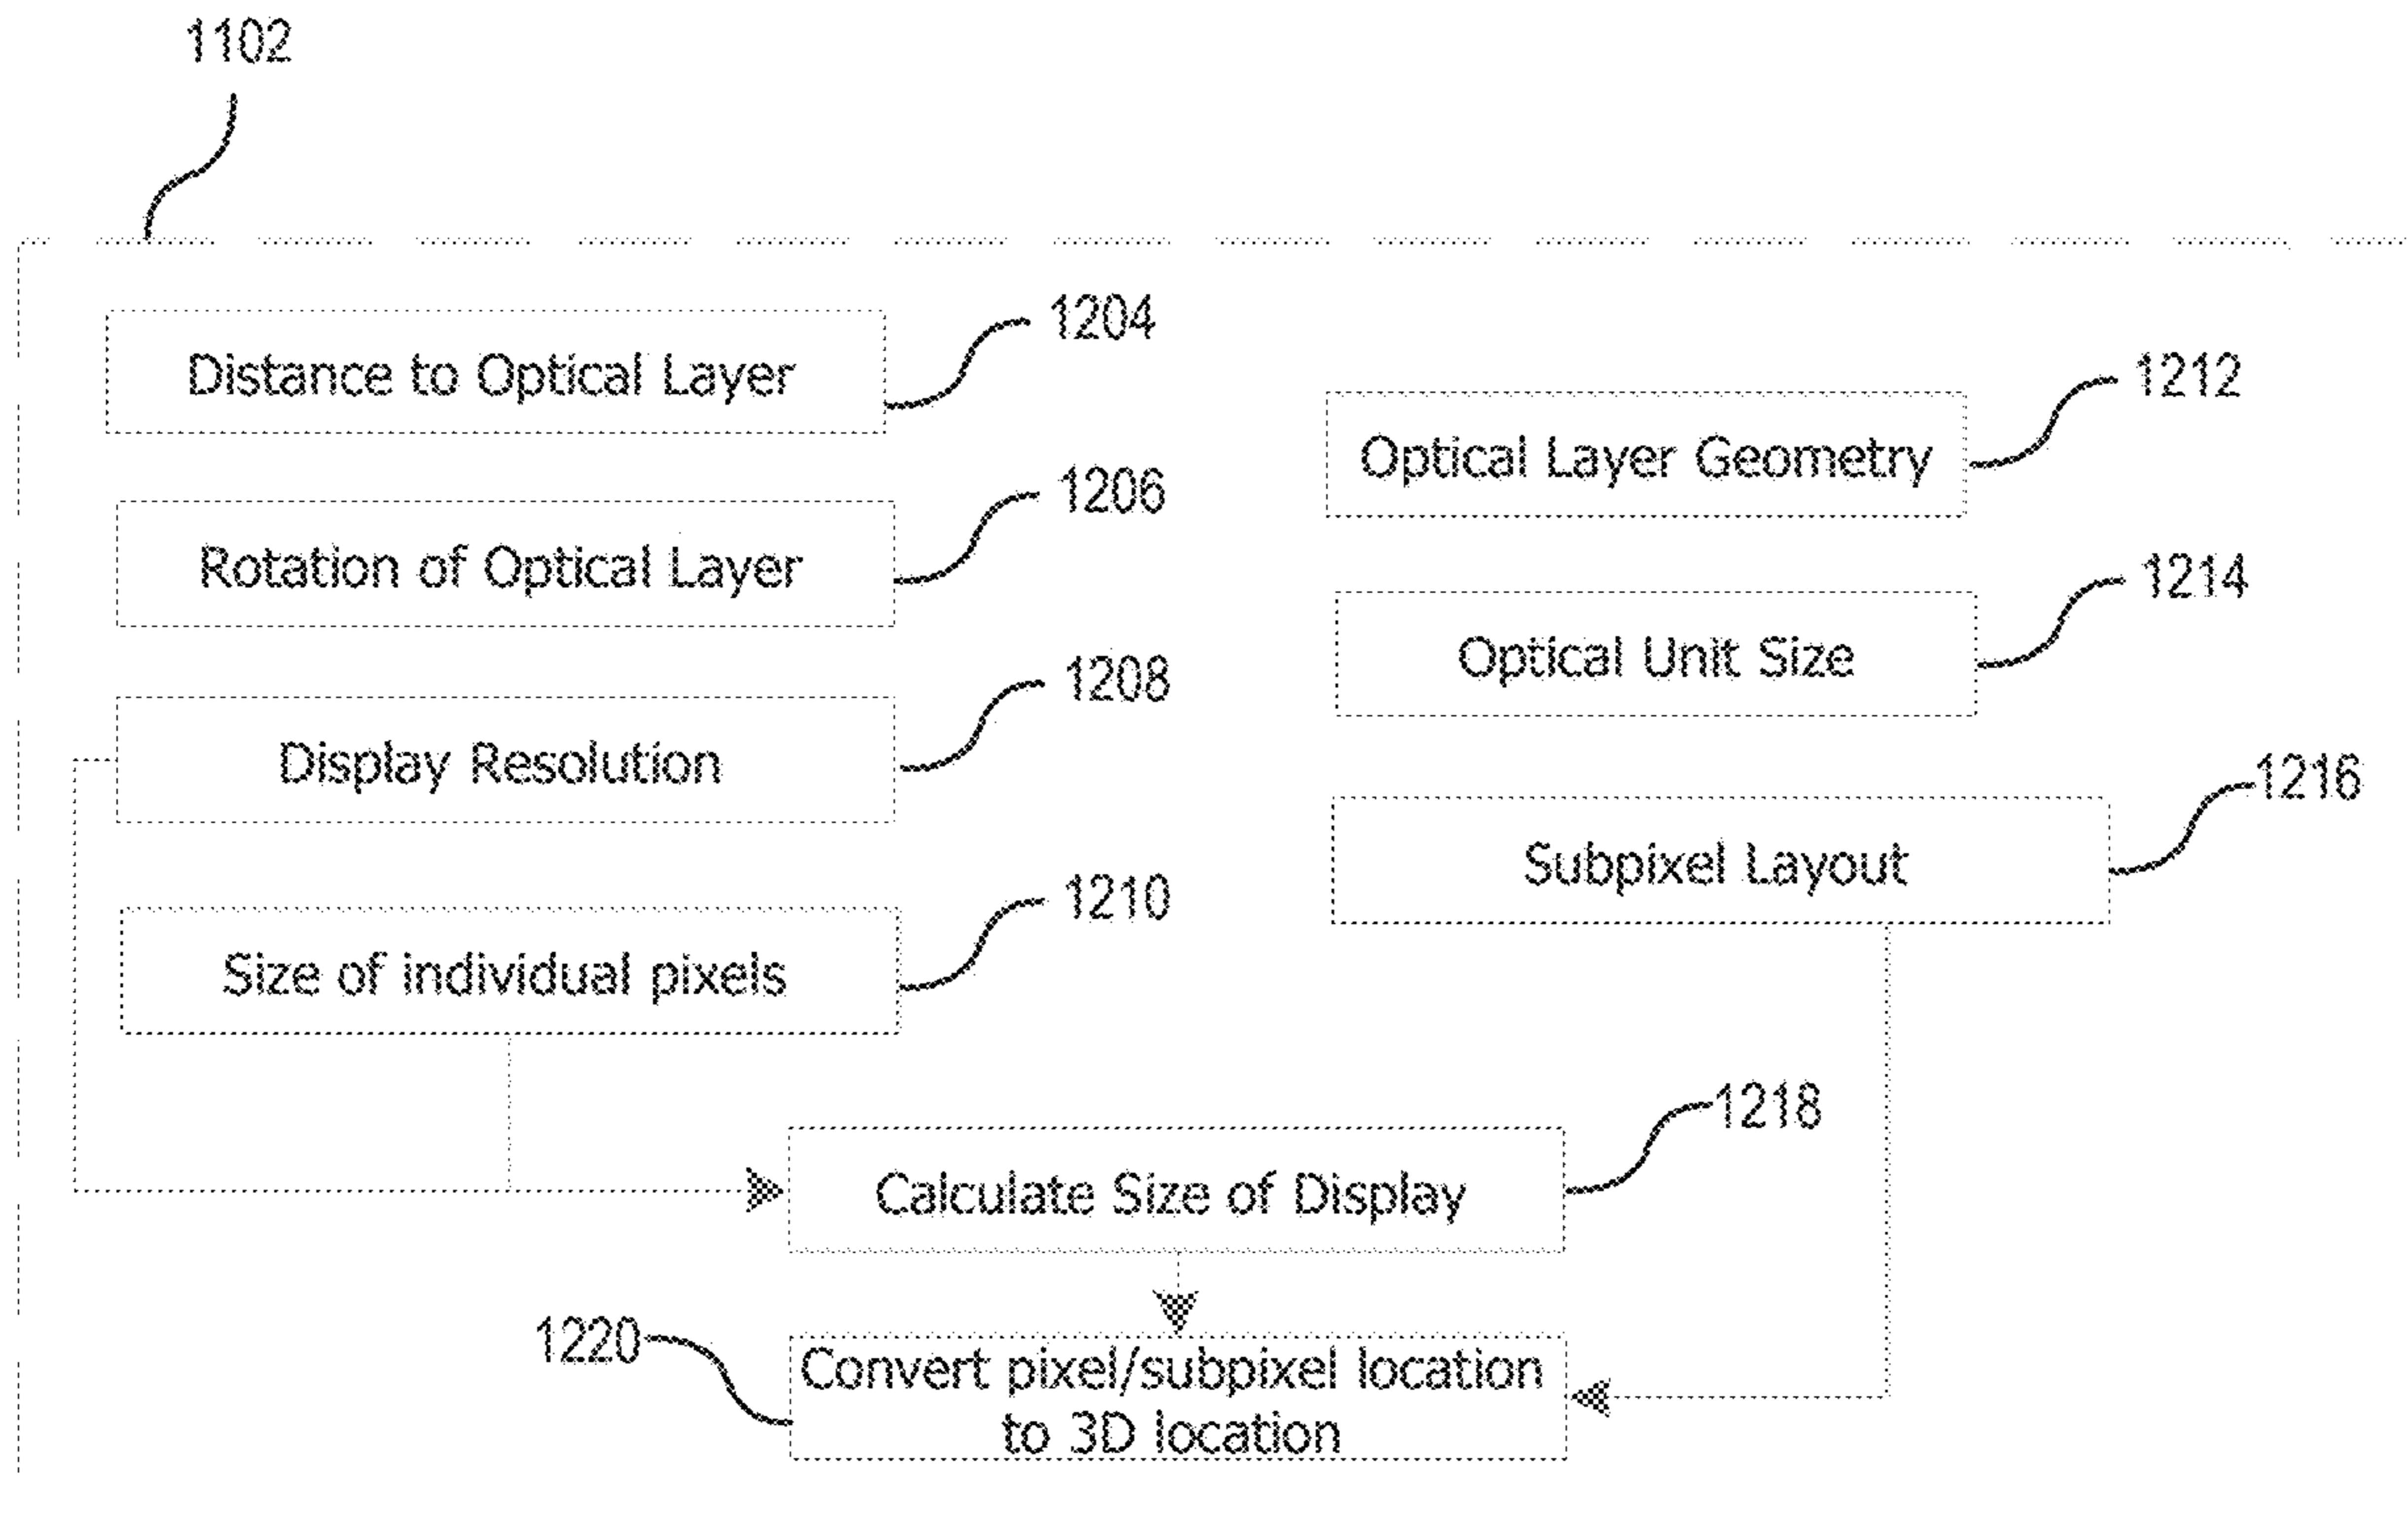 1102
Distance to Optical Layer
1204
Rotation of Optical Layer
1206
Display Resolution
1208
Size of individual pixels
1210
Optical Layer Geometry
1212
Optical Unit Size
1214
Subpixel Layout
1216
Calculate Size of Display
1218
1220
Convert pixel/subpixel location
to 3D location